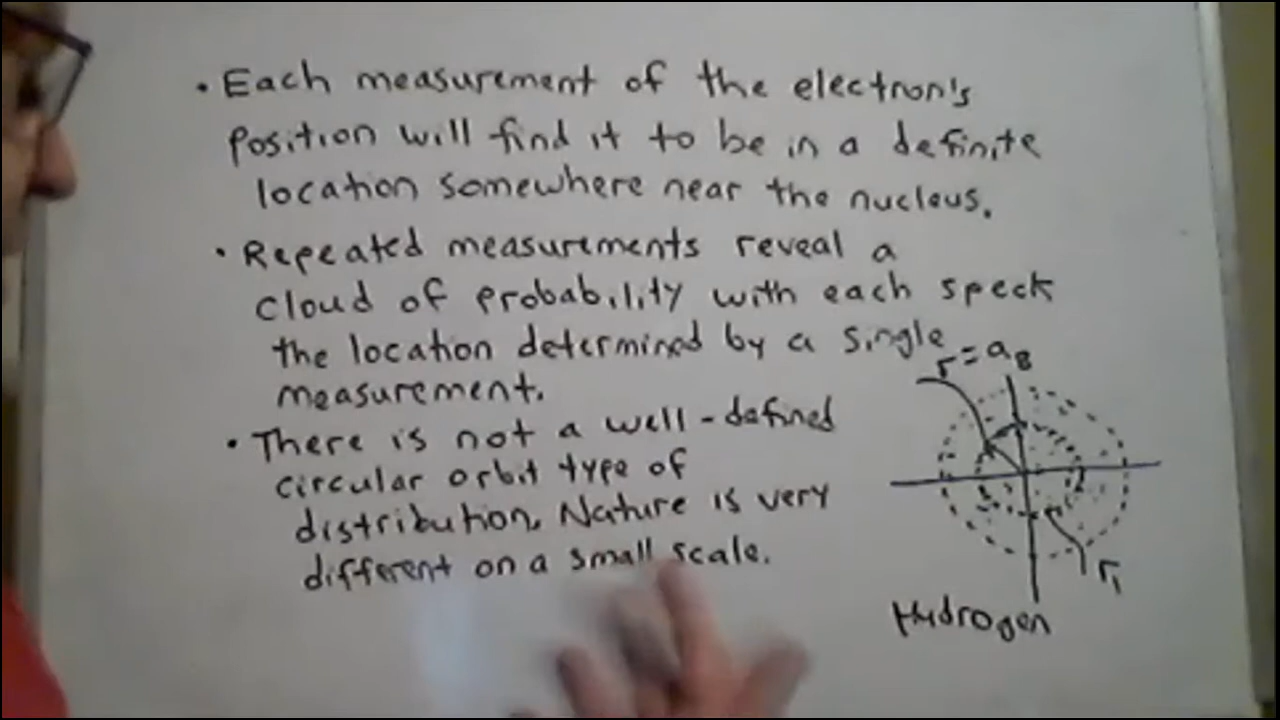 • Each measurement of the electron's
position will find it to be in a definite
location somewhere near the nucleus.
• Repeated measurements reveal a
cloud of probability with each speck
the location determined by a single
measurement.
• There is not a well-defined
circular orbit type of
distribution. Nature is very
different on a small scale.
r = a_B
r_1
Hydrogen